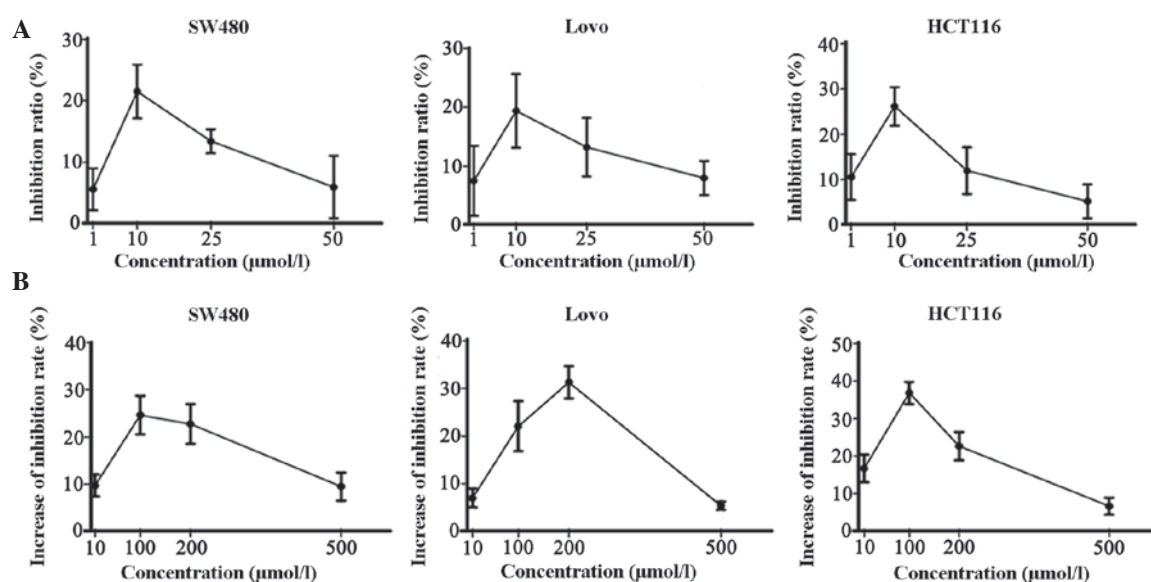 A
SW480
Inhibition ratio (%)
30
20
10
0
1 10 25 50
Concentration (µmol/l)
Lovo
Inhibition ratio (%)
30
20
10
0
1 10 25 50
Concentration (µmol/l)
HCT116
Inhibition ratio (%)
40
30
20
10
0
1 10 25 50
Concentration (µmol/l)
B
SW480
Increase of inhibition rate (%)
40
30
20
10
0
10 100 200 500
Concentration (µmol/l)
Lovo
Increase of inhibition rate (%)
40
30
20
10
0
10 100 200 500
Concentration (µmol/l)
HCT116
Increase of inhibition rate (%)
50
40
30
20
10
0
10 100 200 500
Concentration (µmol/l)